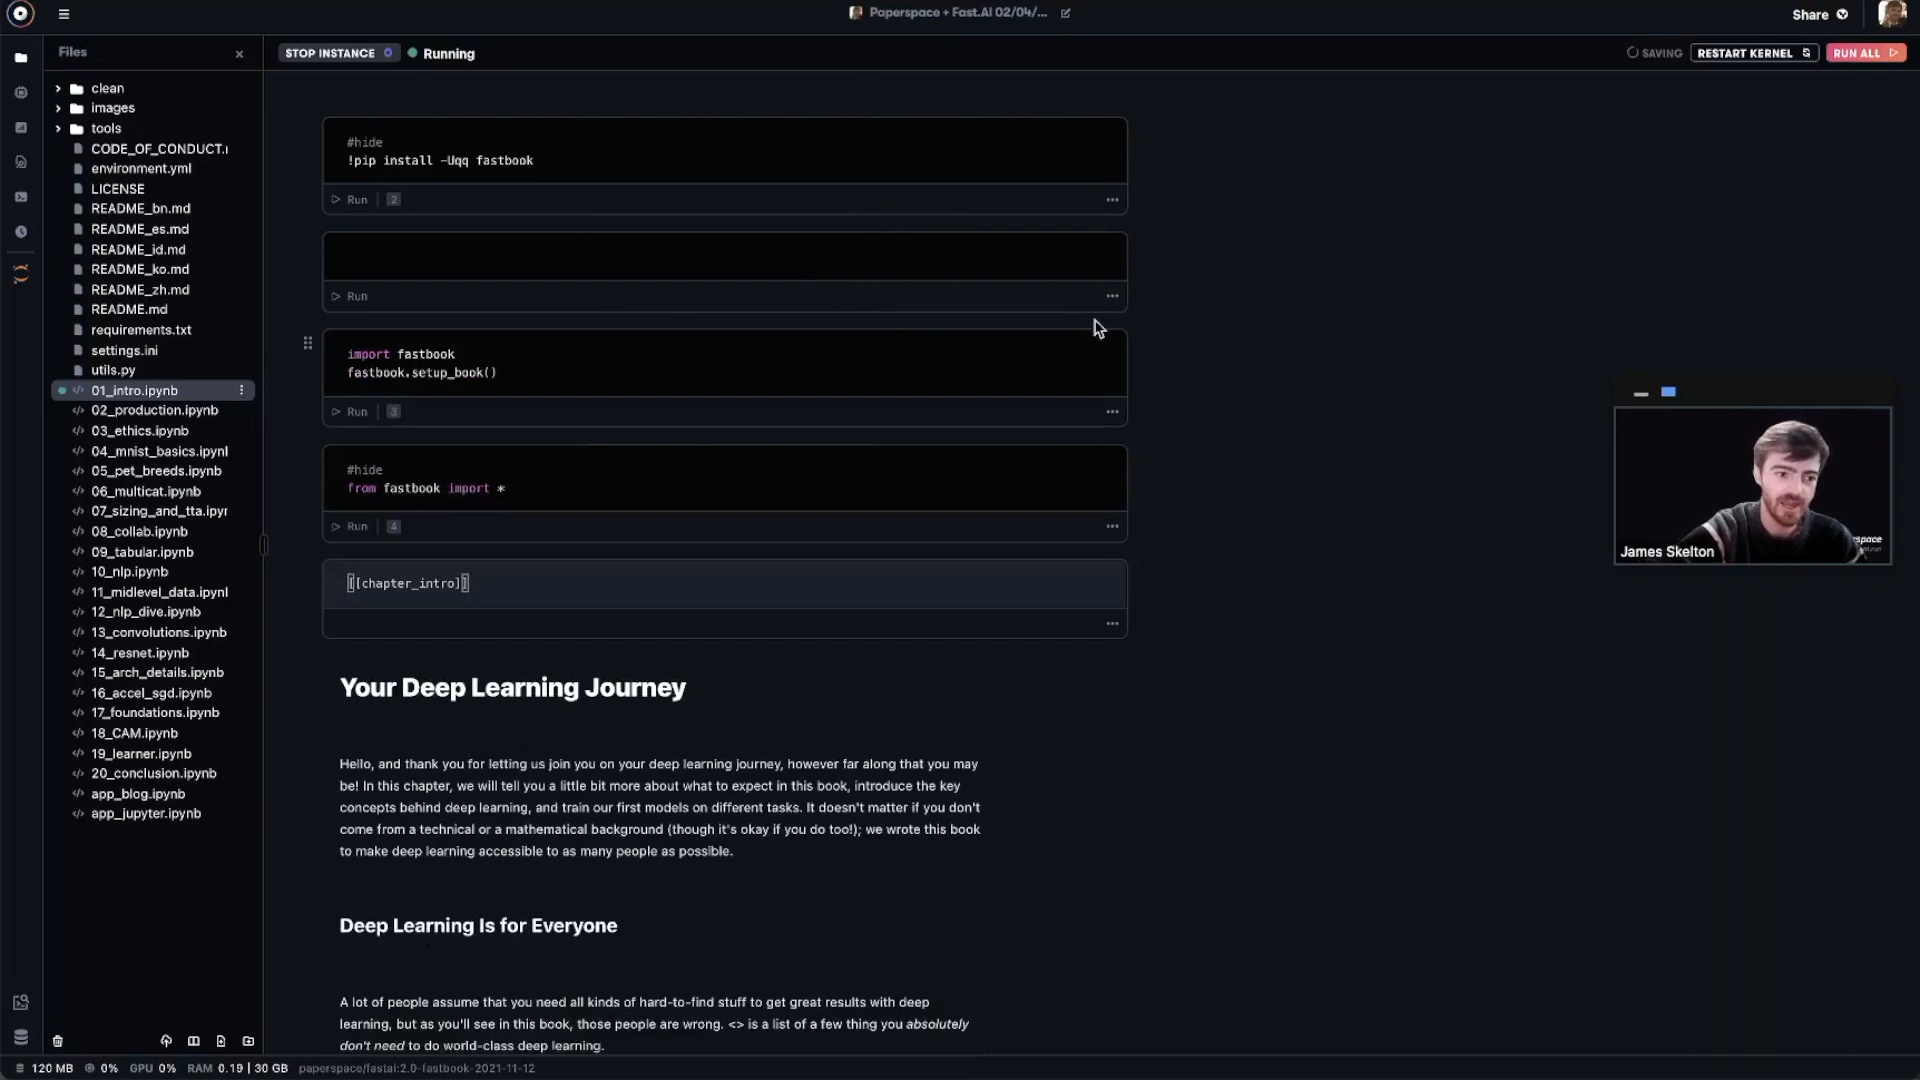 Paperspace + Fast.AI 02/04/...
Share
Files
STOP INSTANCE
Running
SAVING
RESTART KERNEL
RUN ALL
clean
images
tools
CODE_OF_CONDUCT.r
environment.yml
LICENSE
README_bn.md
README_es.md
README_id.md
README_ko.md
README_zh.md
README.md
requirements.txt
settings.ini
utils.py
01_intro.ipynb
02_production.ipynb
03_ethics.ipynb
04_mnist_basics.ipynl
05_pet_breeds.ipynb
06_multicat.ipynb
07_sizing_and_tta.ipyr
08_collab.ipynb
09_tabular.ipynb
10_nlp.ipynb
11_midlevel_data.ipynl
12_nlp_dive.ipynb
13_convolutions.ipynb
14_resnet.ipynb
15_arch_details.ipynb
16_accel_sgd.ipynb
17_foundations.ipynb
18_CAM.ipynb
19_learner.ipynb
20_conclusion.ipynb
app_blog.ipynb
app_jupyter.ipynb
#hide
!pip install -Uqq fastbook
Run 2
Run
import fastbook
fastbook.setup_book()
Run 3
#hide
from fastbook import *
Run 4
[[chapter_intro]]
Your Deep Learning Journey
Hello, and thank you for letting us join you on your deep learning journey, however far along that you may
be! In this chapter, we will tell you a little bit more about what to expect in this book, introduce the key
concepts behind deep learning, and train our first models on different tasks. It doesn't matter if you don't
come from a technical or a mathematical background (though it's okay if you do too!); we wrote this book
to make deep learning accessible to as many people as possible.
Deep Learning Is for Everyone
A lot of people assume that you need all kinds of hard-to-find stuff to get great results with deep
learning, but as you'll see in this book, those people are wrong. <> is a list of a few thing you absolutely
don't need to do world-class deep learning.
James Skelton
space
120 MB 0% GPU 0% RAM 0.19 | 30 GB paperspace/fastai:2.0-fastbook-2021-11-12